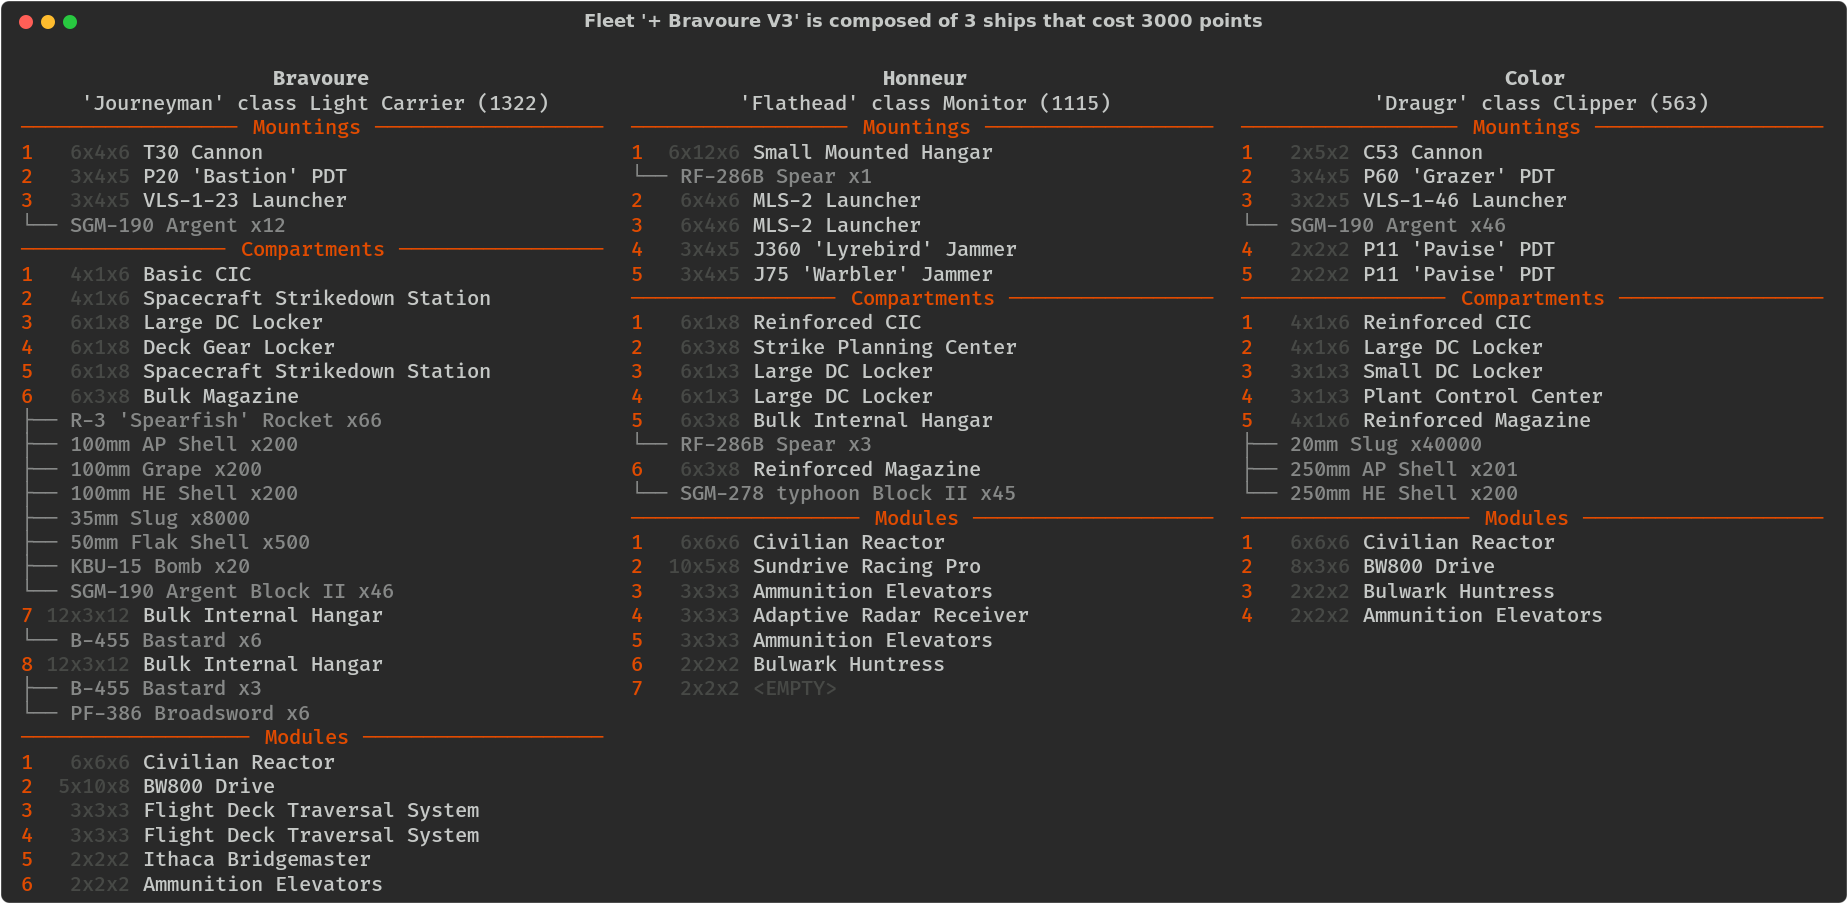 Fleet '+ Bravoure V3' is composed of 3 ships that cost 3000 points
Bravoure
'Journeyman' class Light Carrier (1322)
Mountings
1 6x4x6 T30 Cannon
2 3x4x5 P20 'Bastion' PDT
3 3x4x5 VLS-1-23 Launcher
└── SGM-190 Argent x12
Compartments
1 4x1x6 Basic CIC
2 4x1x6 Spacecraft Strikedown Station
3 6x1x8 Large DC Locker
4 6x1x8 Deck Gear Locker
5 6x1x8 Spacecraft Strikedown Station
6 6x3x8 Bulk Magazine
├── R-3 'Spearfish' Rocket x66
├── 100mm AP Shell x200
├── 100mm Grape x200
├── 100mm HE Shell x200
├── 35mm Slug x8000
├── 50mm Flak Shell x500
├── KBU-15 Bomb x20
└── SGM-190 Argent Block II x46
7 12x3x12 Bulk Internal Hangar
└── B-455 Bastard x6
8 12x3x12 Bulk Internal Hangar
├── B-455 Bastard x3
└── PF-386 Broadsword x6
Modules
1 6x6x6 Civilian Reactor
2 5x10x8 BW800 Drive
3 3x3x3 Flight Deck Traversal System
4 3x3x3 Flight Deck Traversal System
5 2x2x2 Ithaca Bridgemaster
6 2x2x2 Ammunition Elevators
Honneur
'Flathead' class Monitor (1115)
Mountings
1 6x12x6 Small Mounted Hangar
└── RF-286B Spear x1
2 6x4x6 MLS-2 Launcher
3 6x4x6 MLS-2 Launcher
4 3x4x5 J360 'Lyrebird' Jammer
5 3x4x5 J75 'Warbler' Jammer
Compartments
1 6x1x8 Reinforced CIC
2 6x3x8 Strike Planning Center
3 6x1x3 Large DC Locker
4 6x1x3 Large DC Locker
5 6x3x8 Bulk Internal Hangar
└── RF-286B Spear x3
6 6x3x8 Reinforced Magazine
└── SGM-278 typhoon Block II x45
Modules
1 6x6x6 Civilian Reactor
2 10x5x8 Sundrive Racing Pro
3 3x3x3 Ammunition Elevators
4 3x3x3 Adaptive Radar Receiver
5 3x3x3 Ammunition Elevators
6 2x2x2 Bulwark Huntress
7 2x2x2 <EMPTY>
Color
'Draugr' class Clipper (563)
Mountings
1 2x5x2 C53 Cannon
2 3x4x5 P60 'Grazer' PDT
3 3x2x5 VLS-1-46 Launcher
└── SGM-190 Argent x46
4 2x2x2 P11 'Pavise' PDT
5 2x2x2 P11 'Pavise' PDT
Compartments
1 4x1x6 Reinforced CIC
2 4x1x6 Large DC Locker
3 3x1x3 Small DC Locker
4 3x1x3 Plant Control Center
5 4x1x6 Reinforced Magazine
├── 20mm Slug x40000
├── 250mm AP Shell x201
└── 250mm HE Shell x200
Modules
1 6x6x6 Civilian Reactor
2 8x3x6 BW800 Drive
3 2x2x2 Bulwark Huntress
4 2x2x2 Ammunition Elevators